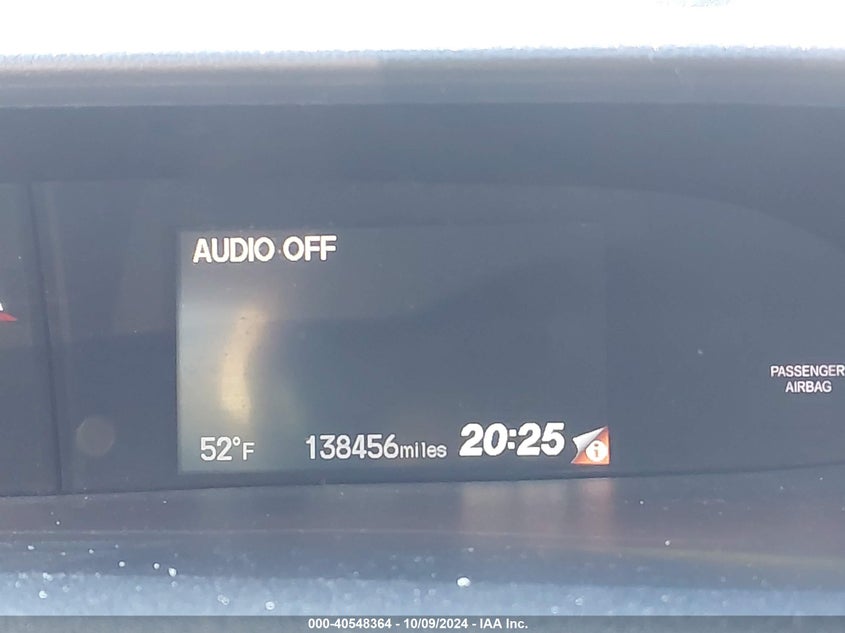 AUDIO OFF
PASSENGER
AIRBAG
52°F 138456miles 20:25 i
000-40548364 - 10/09/2024 - IAA Inc.